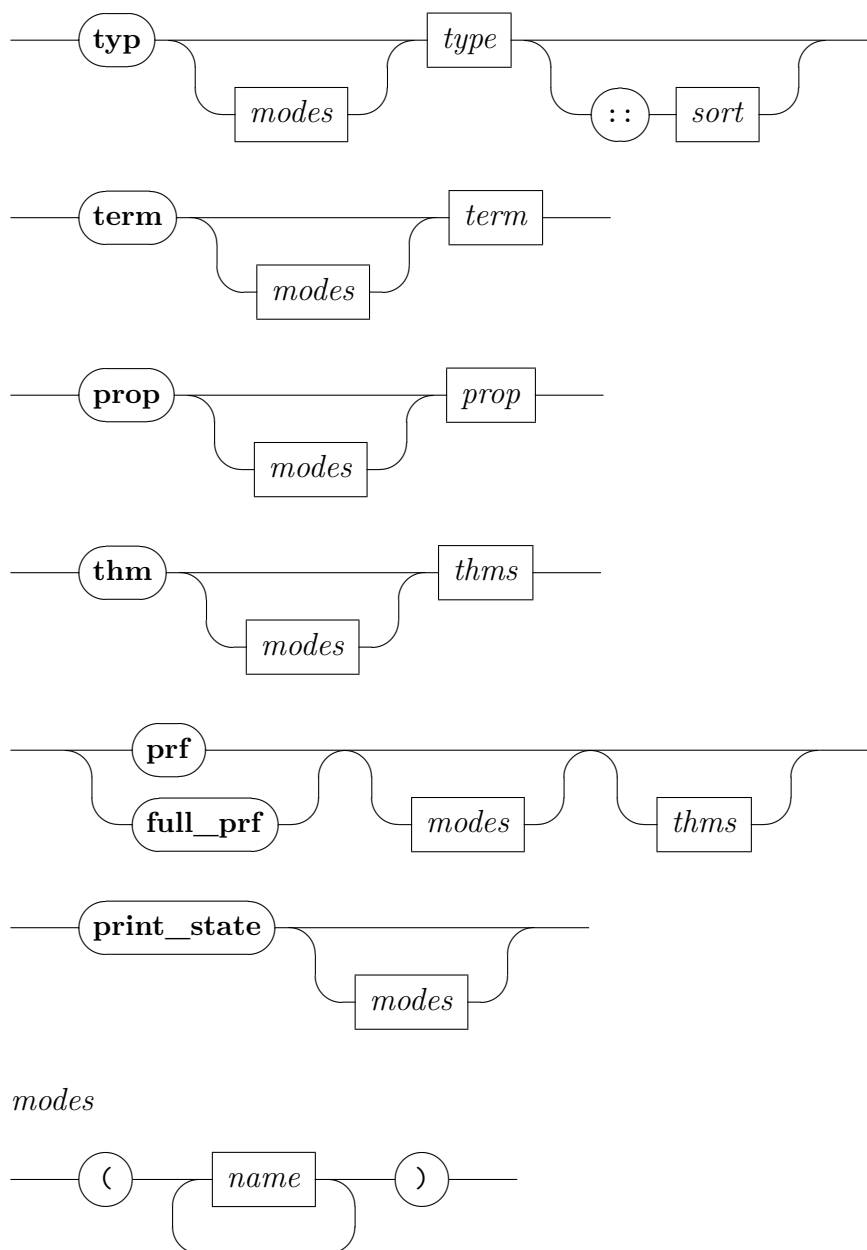 typ type
modes :: sort
term term
modes
prop prop
modes
thm thms
modes
prf
full_prf modes thms
print_state
modes
modes
( name )